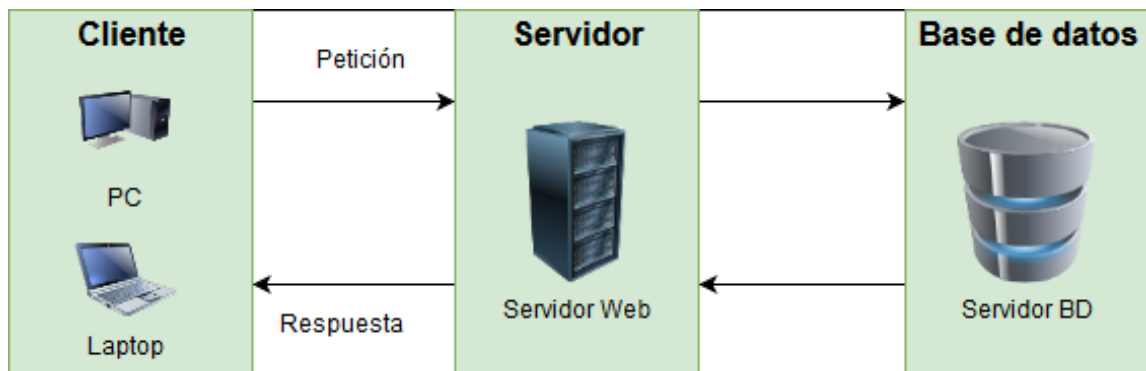 Cliente
Petición
PC
Laptop
Respuesta
Servidor
Servidor Web
Base de datos
Servidor BD